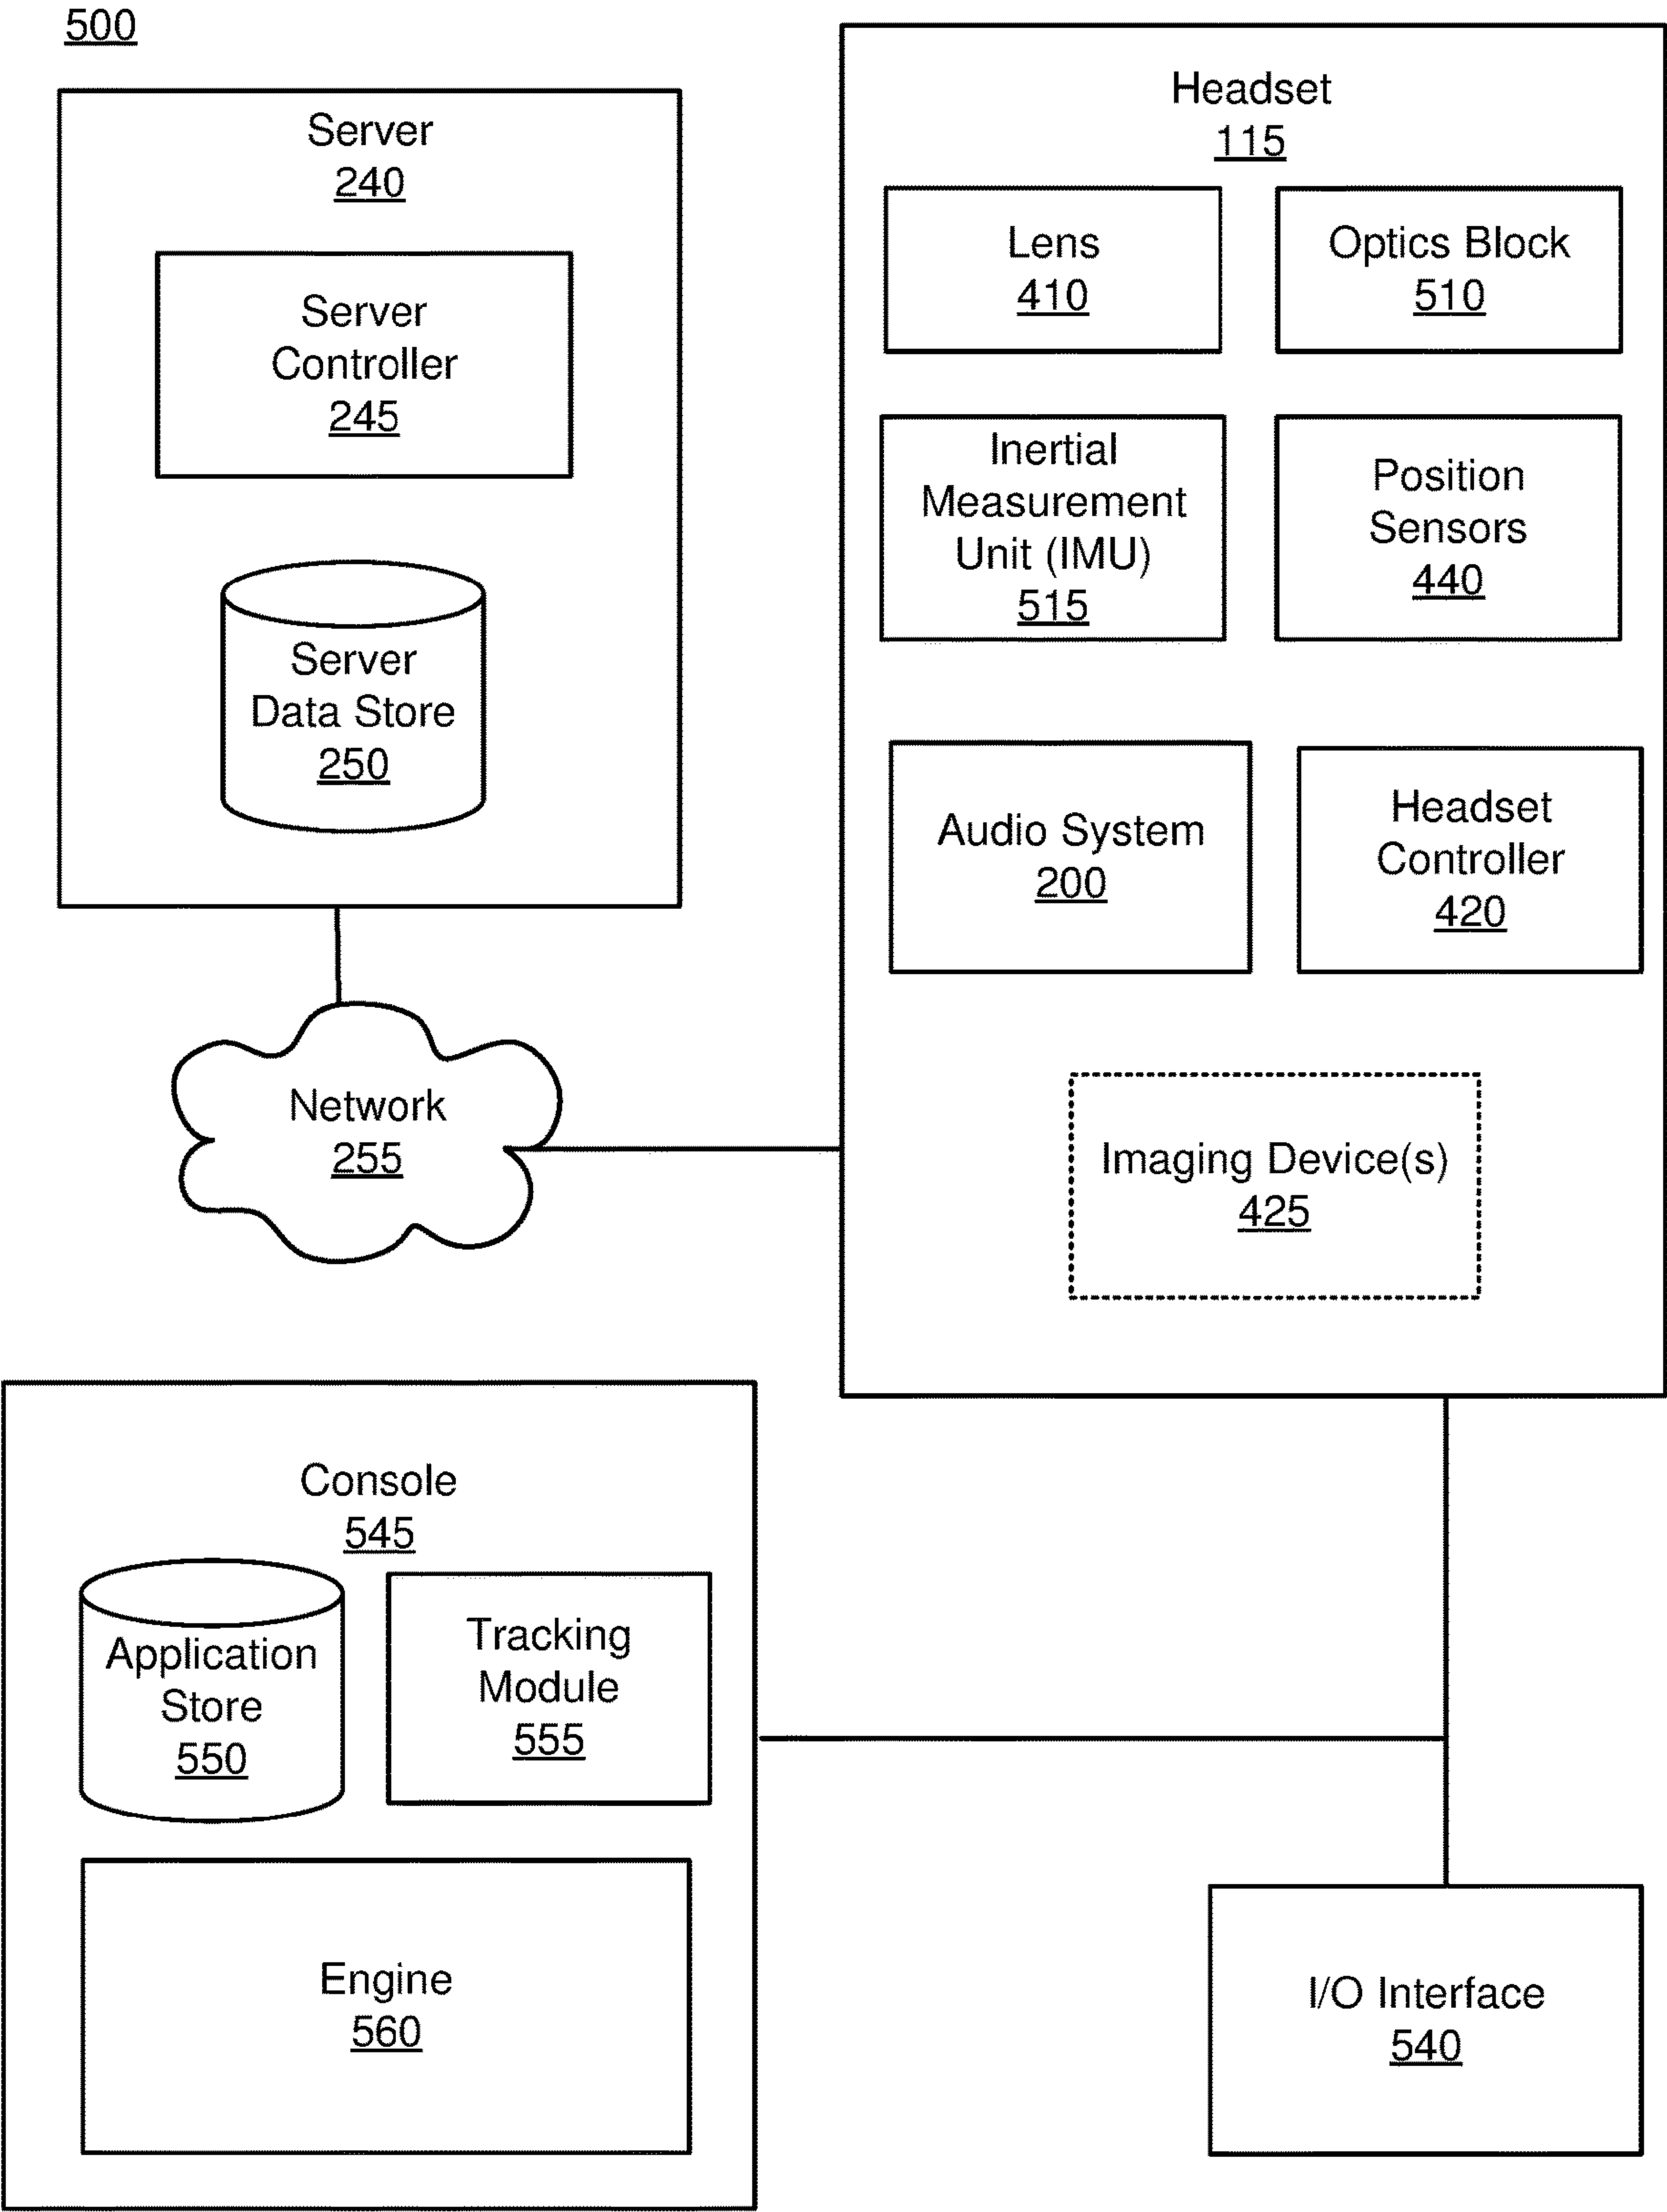 500
Server
240
Server
Controller
245
Server
Data Store
250
Network
255
Headset
115
Lens
410
Optics Block
510
Inertial
Measurement
Unit (IMU)
515
Position
Sensors
440
Audio System
200
Headset
Controller
420
Imaging Device(s)
425
Console
545
Application
Store
550
Tracking
Module
555
Engine
560
I/O Interface
540